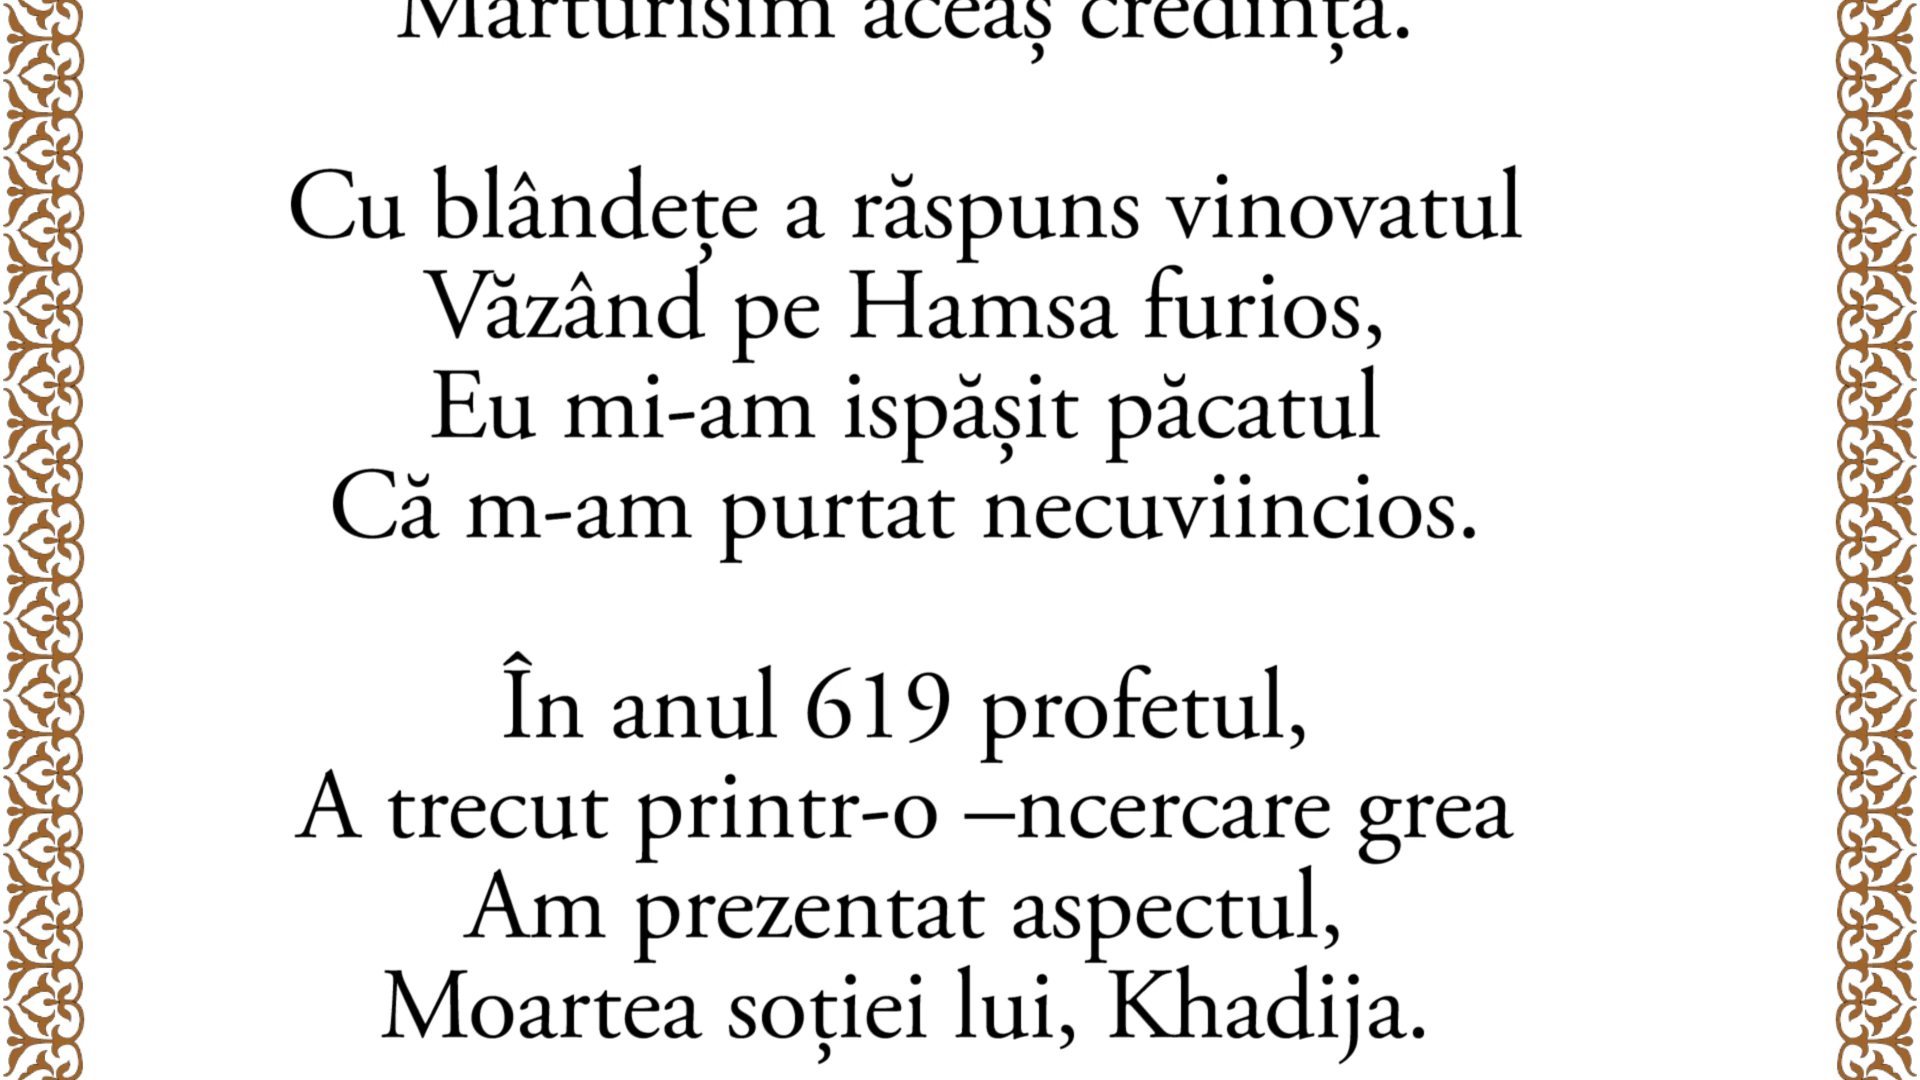 Mărturisim aceaș credință.
Cu blândețe a răspuns vinovatul
Văzând pe Hamsa furios,
Eu mi-am ispășit păcatul
Că m-am purtat necuviincios.
În anul 619 profetul,
A trecut printr-o –ncercare grea
Am prezentat aspectul,
Moartea soției lui, Khadija.